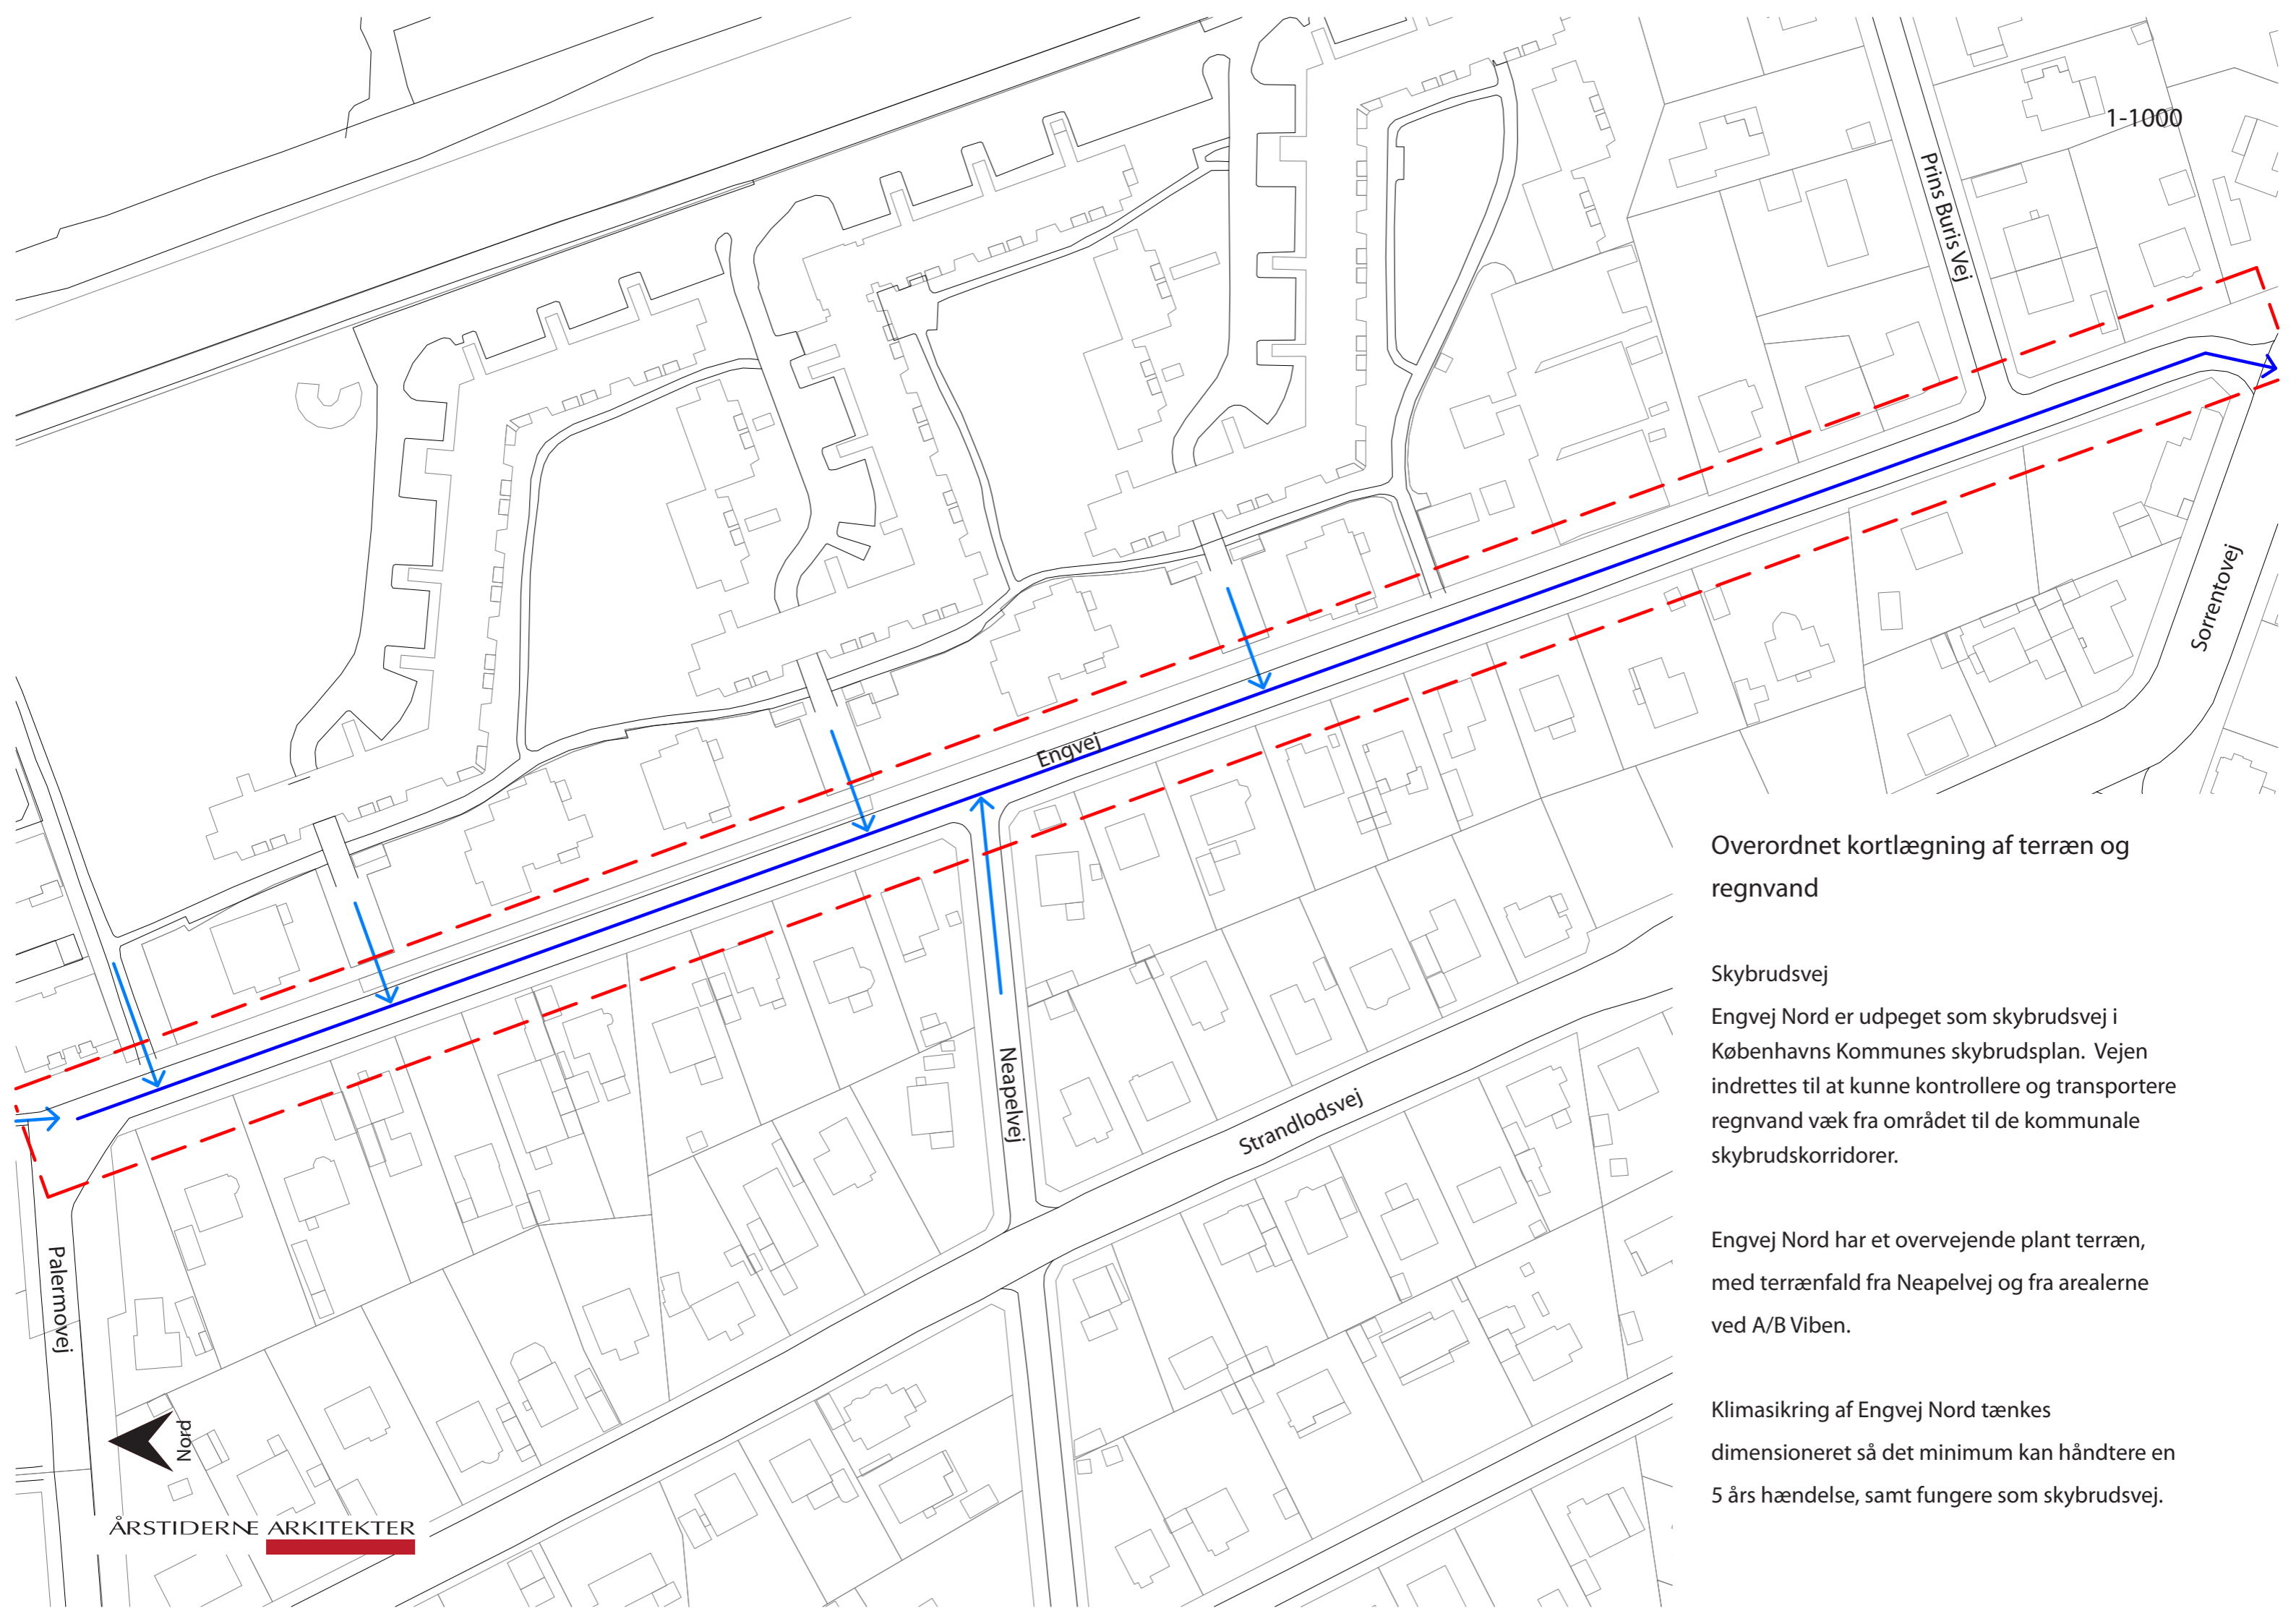 1-1000
Prins Buris Vej
Sorrentovej
Engvej
Neapelvej
Strandlodsvej
Palermovej
Nord
ÅRSTIDERNE ARKITEKTER
Overordnet kortlægning af terræn og
regnvand
Skybrudsvej
Engvej Nord er udpeget som skybrudsvej i
Københavns Kommunes skybrudsplan. Vejen
indrettes til at kunne kontrollere og transportere
regnvand væk fra området til de kommunale
skybrudskorridorer.
Engvej Nord har et overvejende plant terræn,
med terrænfald fra Neapelvej og fra arealerne
ved A/B Viben.
Klimasikring af Engvej Nord tænkes
dimensioneret så det minimum kan håndtere en
5 års hændelse, samt fungere som skybrudsvej.